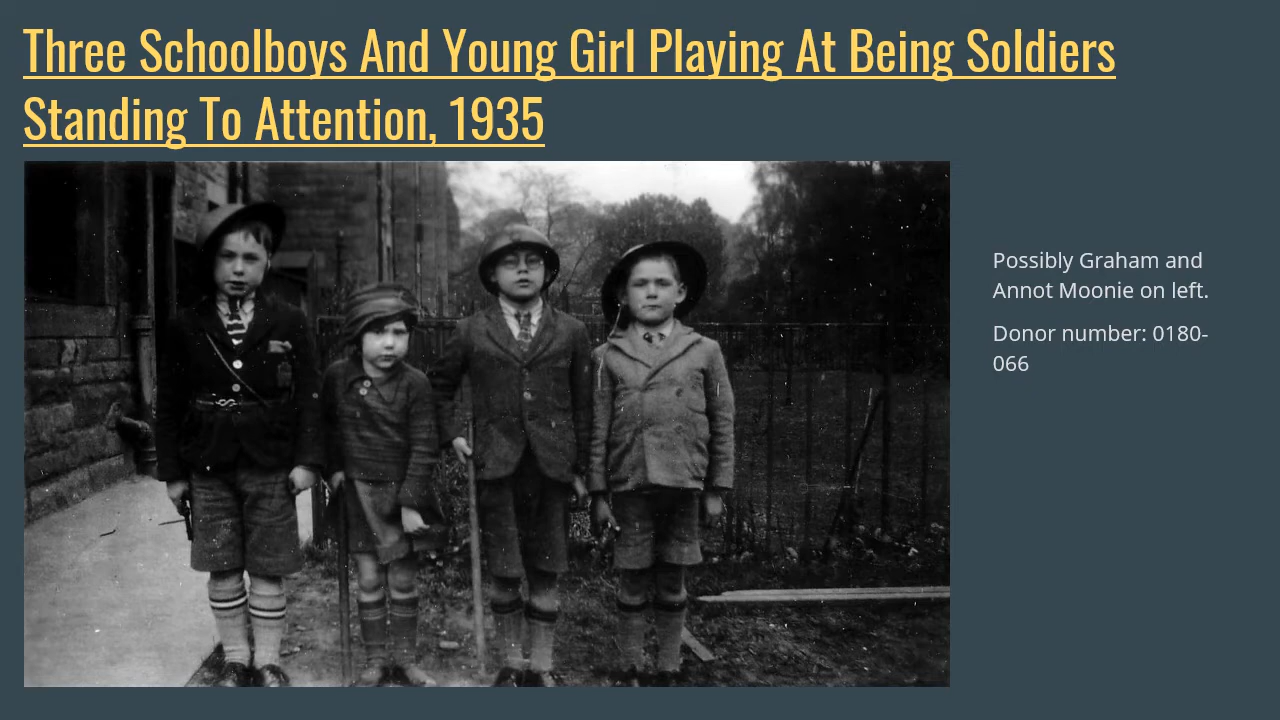 Three Schoolboys And Young Girl Playing At Being Soldiers
Standing To Attention, 1935
Possibly Graham and
Annot Moonie on left.
Donor number: 0180-
066